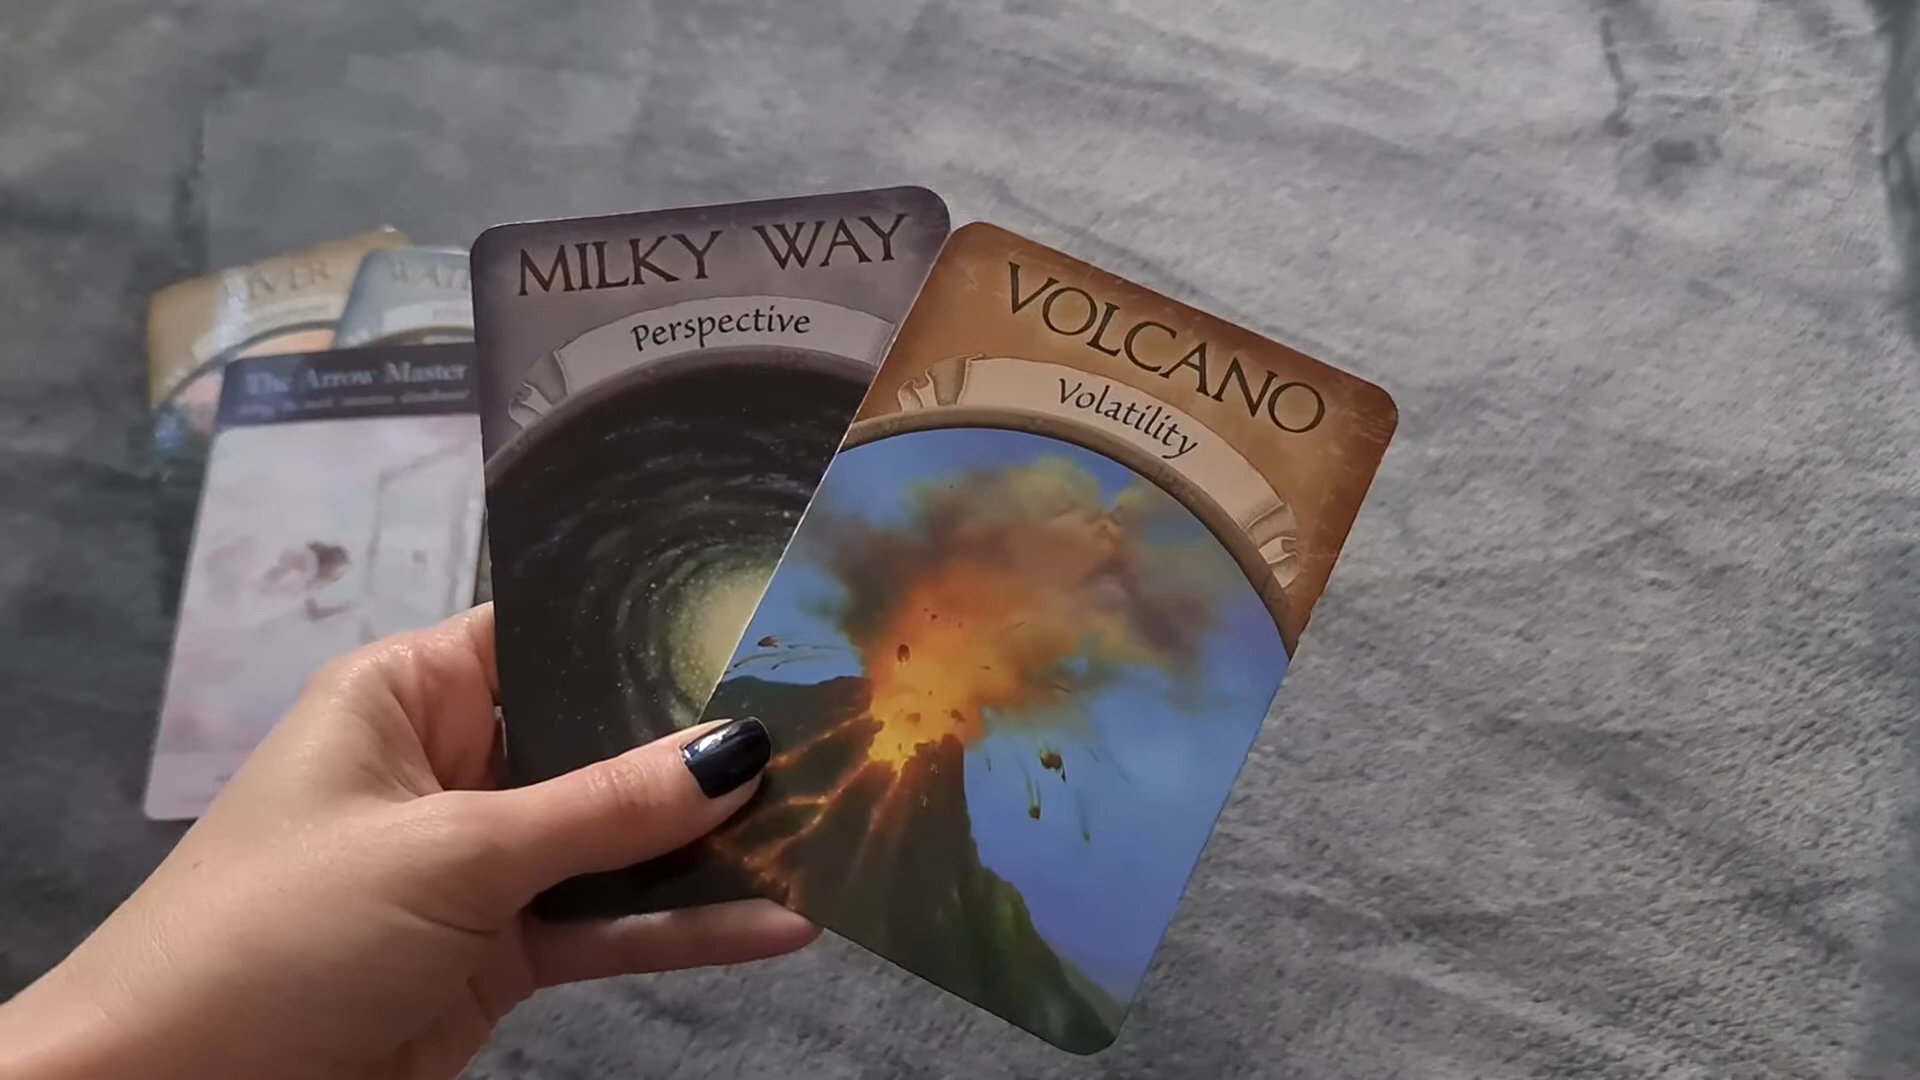 MILKY WAY
Perspective
VOLCANO
Volatility
The Arrow Master